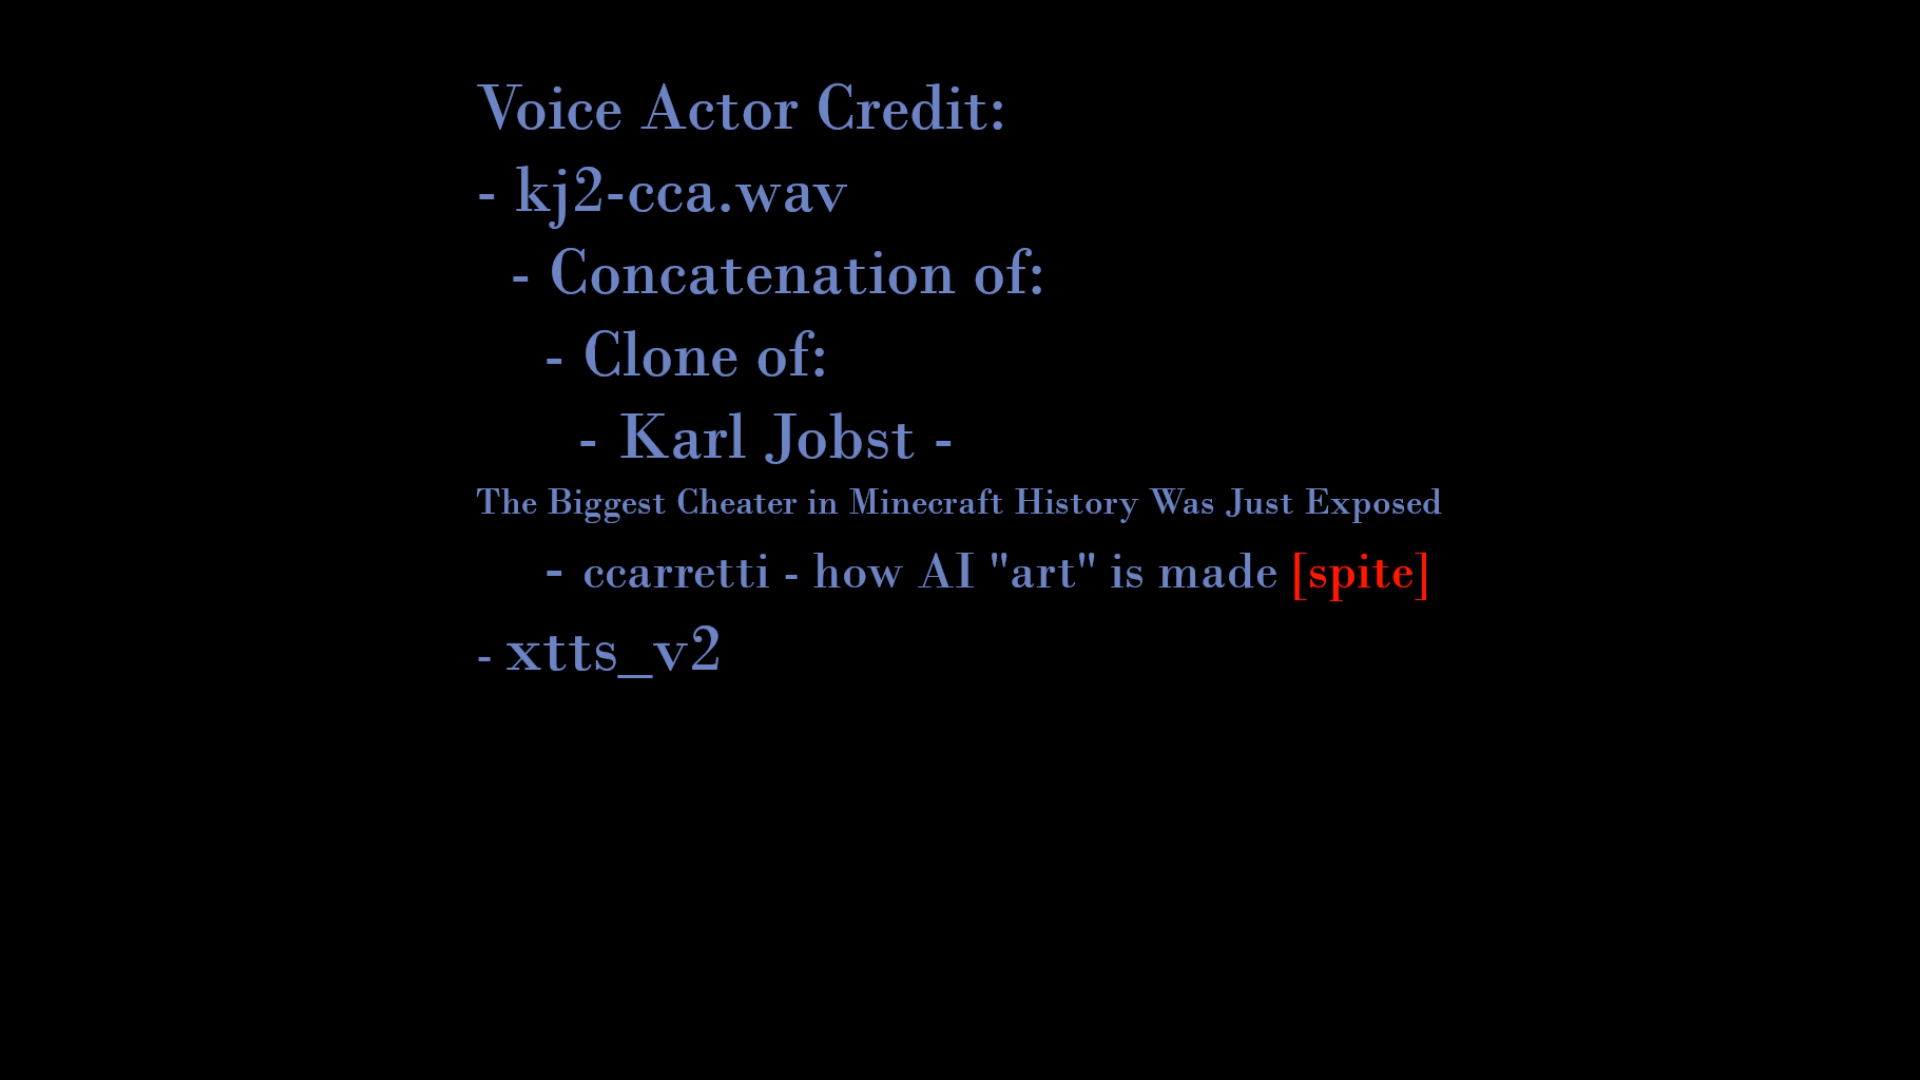 Voice Actor Credit:
- kj2-cca.wav
- Concatenation of:
- Clone of:
- Karl Jobst -
The Biggest Cheater in Minecraft History Was Just Exposed
- ccarretti - how AI "art" is made [spite]
- xtts_v2